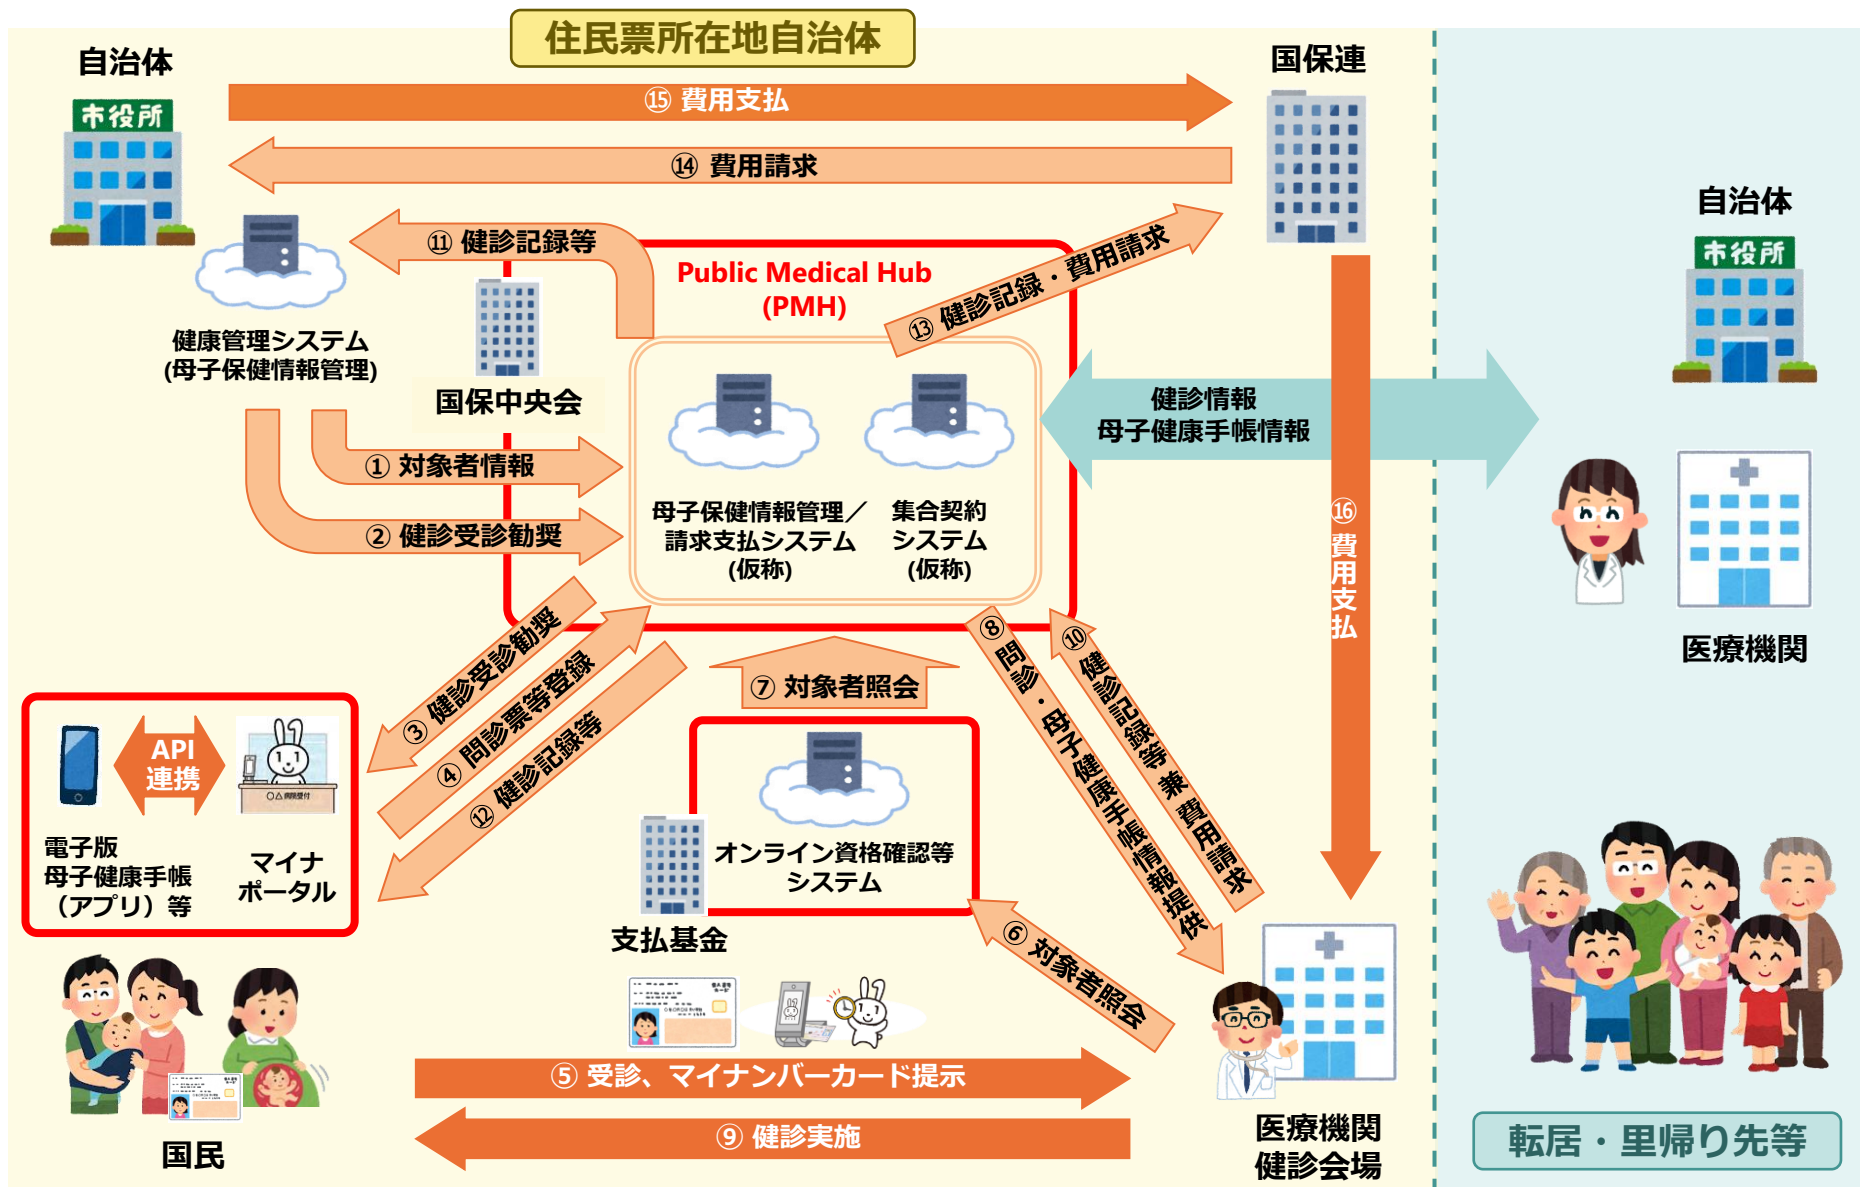 住民票所在地自治体
自治体
市役所
国保連
⑮ 費用支払
⑭ 費用請求
⑪ 健診記録等
Public Medical Hub
(PMH)
⑬ 健診記録・費用請求
健康管理システム
(母子保健情報管理)
国保中央会
① 対象者情報
② 健診受診勧奨
母子保健情報管理／
請求支払システム
(仮称)
集合契約
システム
(仮称)
健診情報
母子健康手帳情報
⑯ 費用支払
自治体
市役所
医療機関
③ 健診受診勧奨
④ 問診票等登録
⑫ 健診記録等
⑦ 対象者照会
⑧ 問診・母子健康手帳情報提供
⑩ 健診記録等 兼 費用請求
API
連携
〇△病院受付
電子版
母子健康手帳
（アプリ）等
マイナ
ポータル
オンライン資格確認等
システム
支払基金
⑥ 対象者照会
⑤ 受診、マイナンバーカード提示
⑨ 健診実施
国民
医療機関
健診会場
転居・里帰り先等